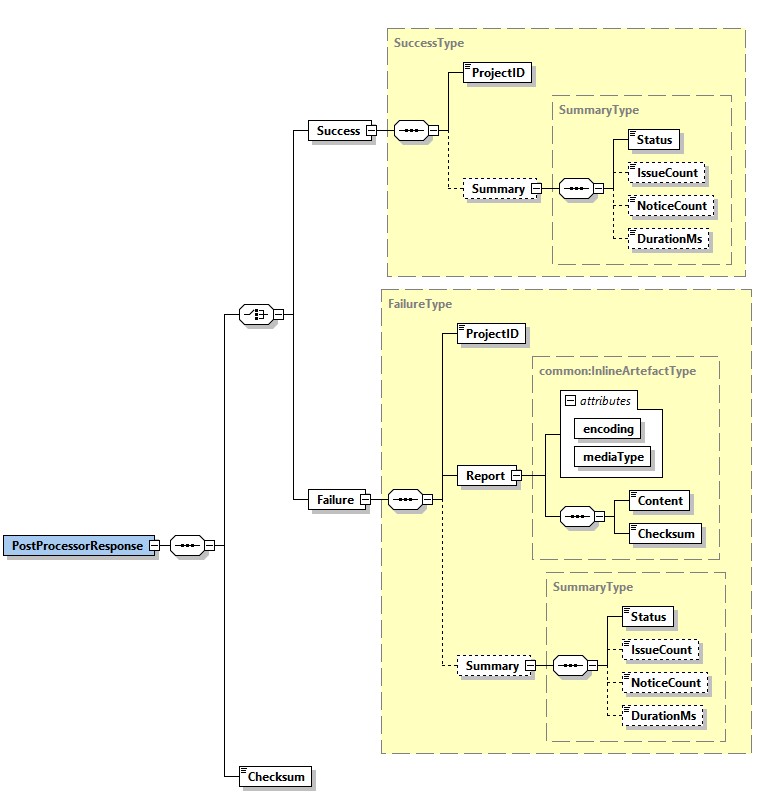 SuccessType
ProjectID
SummaryType
Success
Status
IssueCount
Summary
NoticeCount
DurationMs
FailureType
ProjectID
common:InlineArtefactType
attributes
encoding
mediaType
Report
Failure
Content
Checksum
PostProcessorResponse
SummaryType
Status
IssueCount
Summary
NoticeCount
DurationMs
Checksum